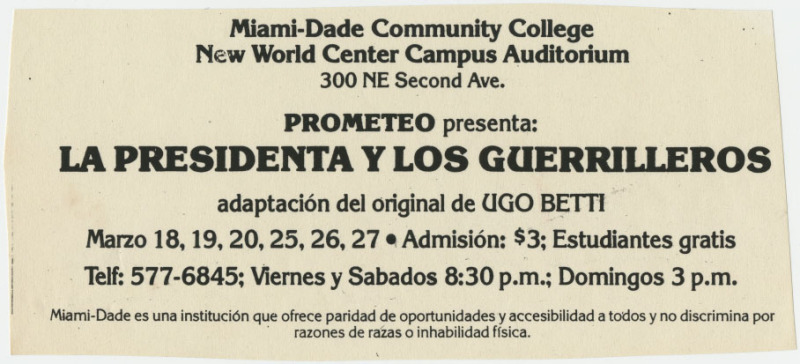 Miami-Dade Community College
New World Center Campus Auditorium
300 NE Second Ave.
PROMETEO presenta:
LA PRESIDENTA Y LOS GUERRILLEROS
adaptación del original de UGO BETTI
Marzo 18, 19, 20, 25, 26, 27 • Admisión: $3; Estudiantes gratis
Telf: 577-6845; Viernes y Sabados 8:30 p.m.; Domingos 3 p.m.
Miami-Dade es una institución que ofrece paridad de oportunidades y accesibilidad a todos y no discrimina por
razones de razas o inhabilidad física.